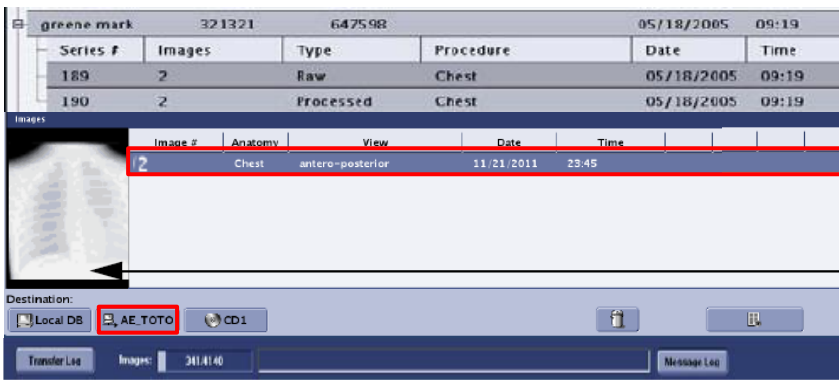 greene mark 321321 647598 05/18/2005 09:19
Series # Images Type Procedure Date Time
189 2 Raw Chest 05/18/2005 09:19
190 2 Processed Chest 05/18/2005 09:19
Images
Image # Anatomy View Date Time
2 Chest antero-posterior 11/21/2011 23:45
Destination:
Local DB AE_TOTO CD1
Transfer Log Images: 341/4140 Message Log